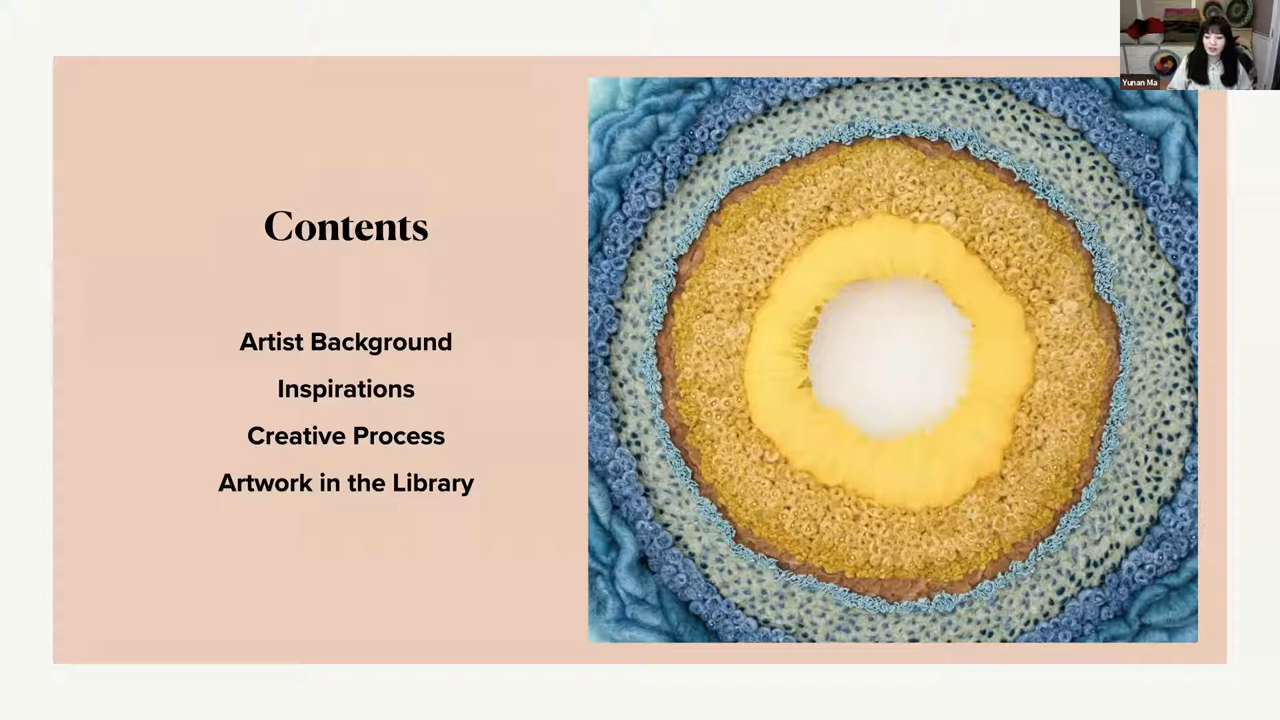 Yunan Ma
Contents
Artist Background
Inspirations
Creative Process
Artwork in the Library